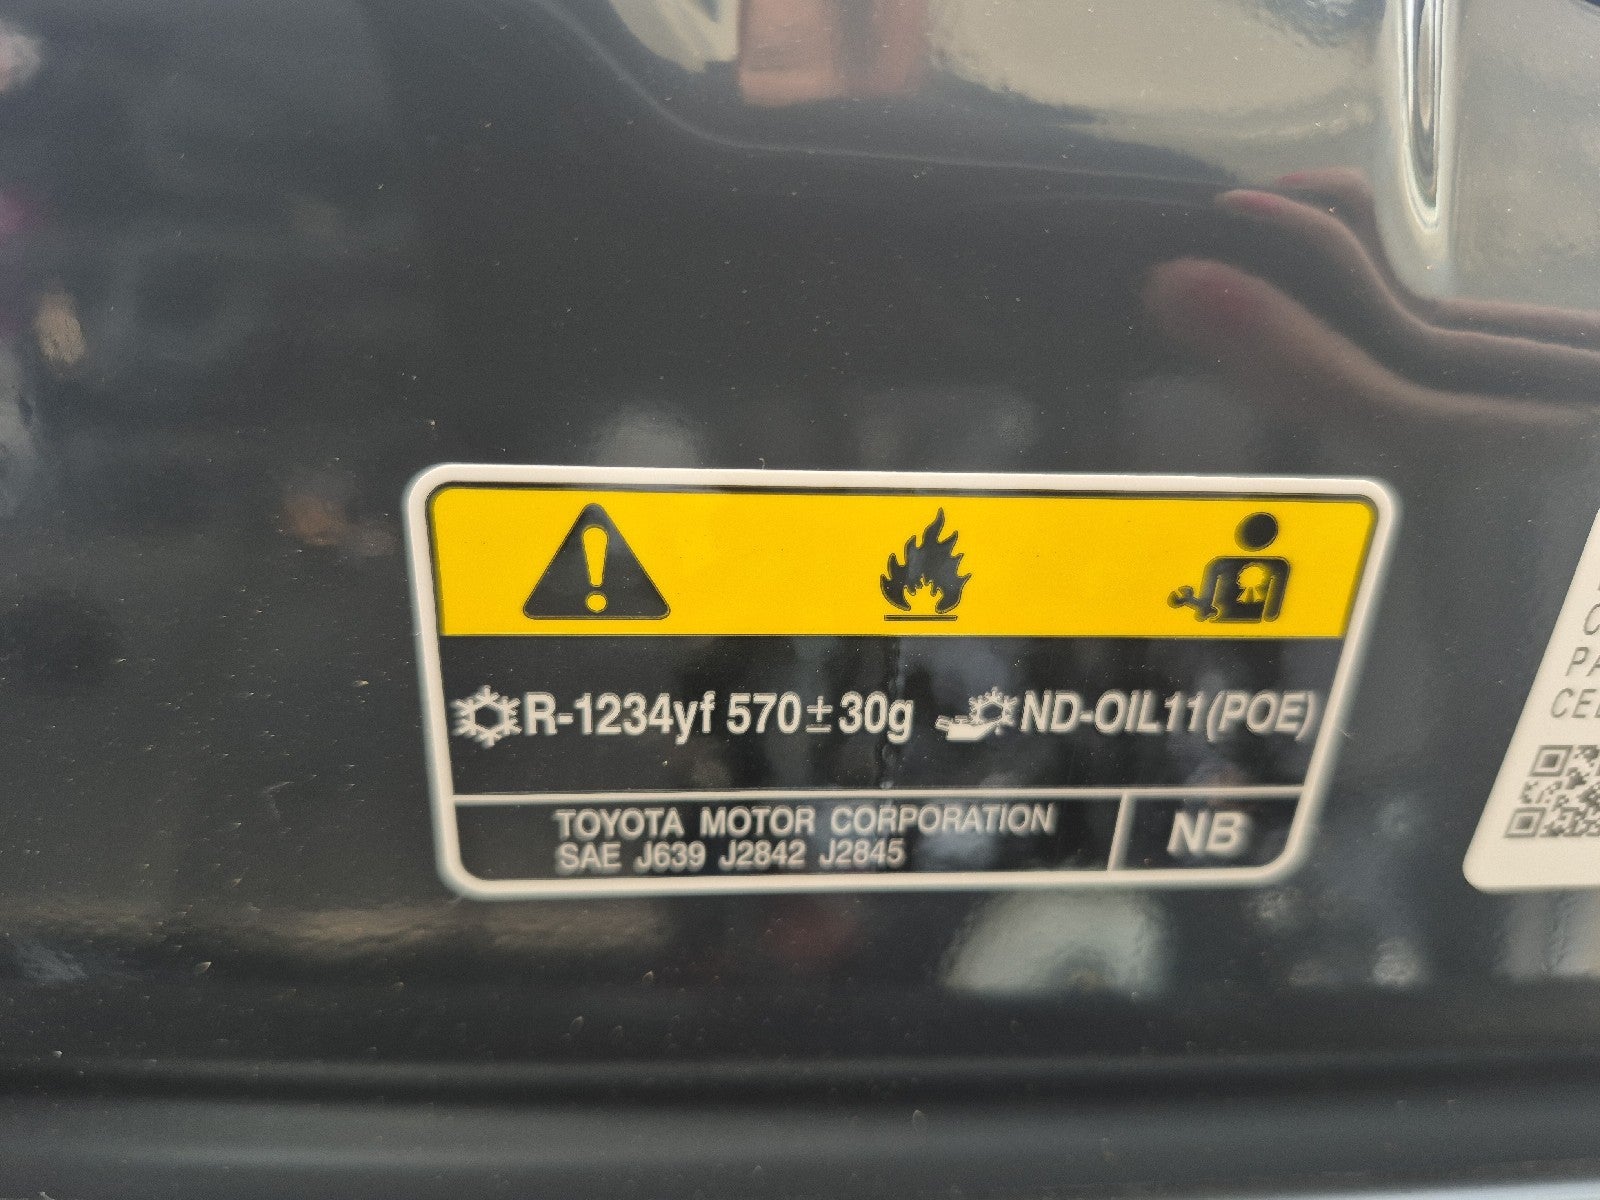 R-1234yf 570±30g ND-OIL11(POE)
TOYOTA MOTOR CORPORATION
SAE J639 J2842 J2845
NB